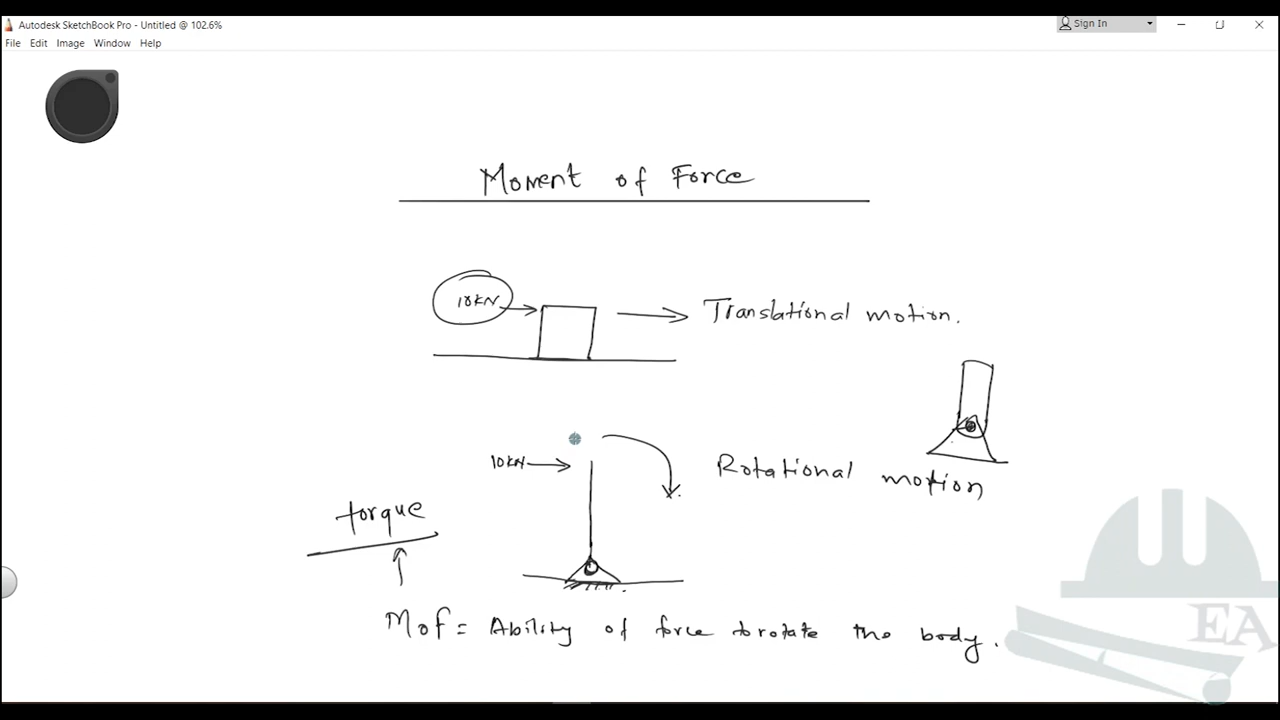 Autodesk SketchBook Pro - Untitled @ 102.6%
Sign In
File Edit Image Window Help
Moment of Force
10kN
Translational motion.
10kN
Rotational motion
torque
Mof = Ability of force to rotate the body.
EA